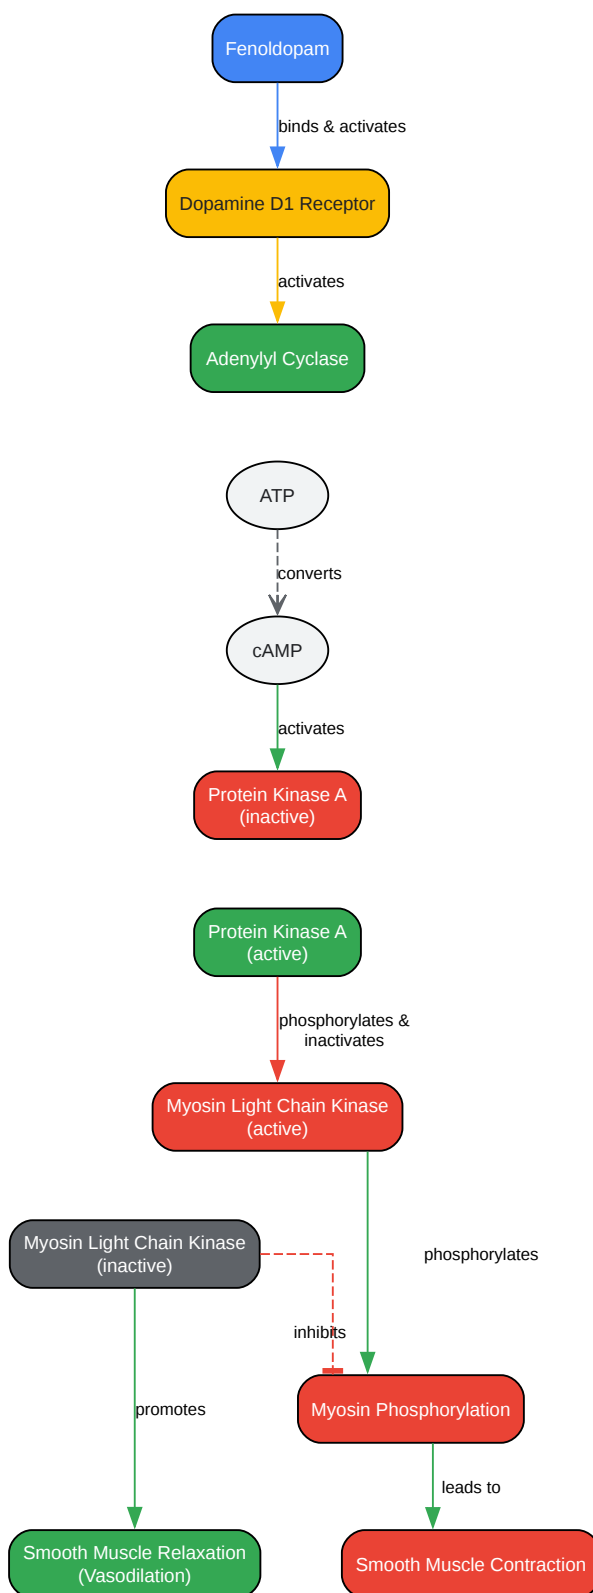 Fenoldopam
binds & activates
Dopamine D1 Receptor
activates
Adenylyl Cyclase
ATP
converts
cAMP
activates
Protein Kinase A
(inactive)
Protein Kinase A
(active)
phosphorylates &
inactivates
Myosin Light Chain Kinase
(active)
Myosin Light Chain Kinase
(inactive)
phosphorylates
inhibits
promotes
Myosin Phosphorylation
leads to
Smooth Muscle Relaxation
(Vasodilation)
Smooth Muscle Contraction